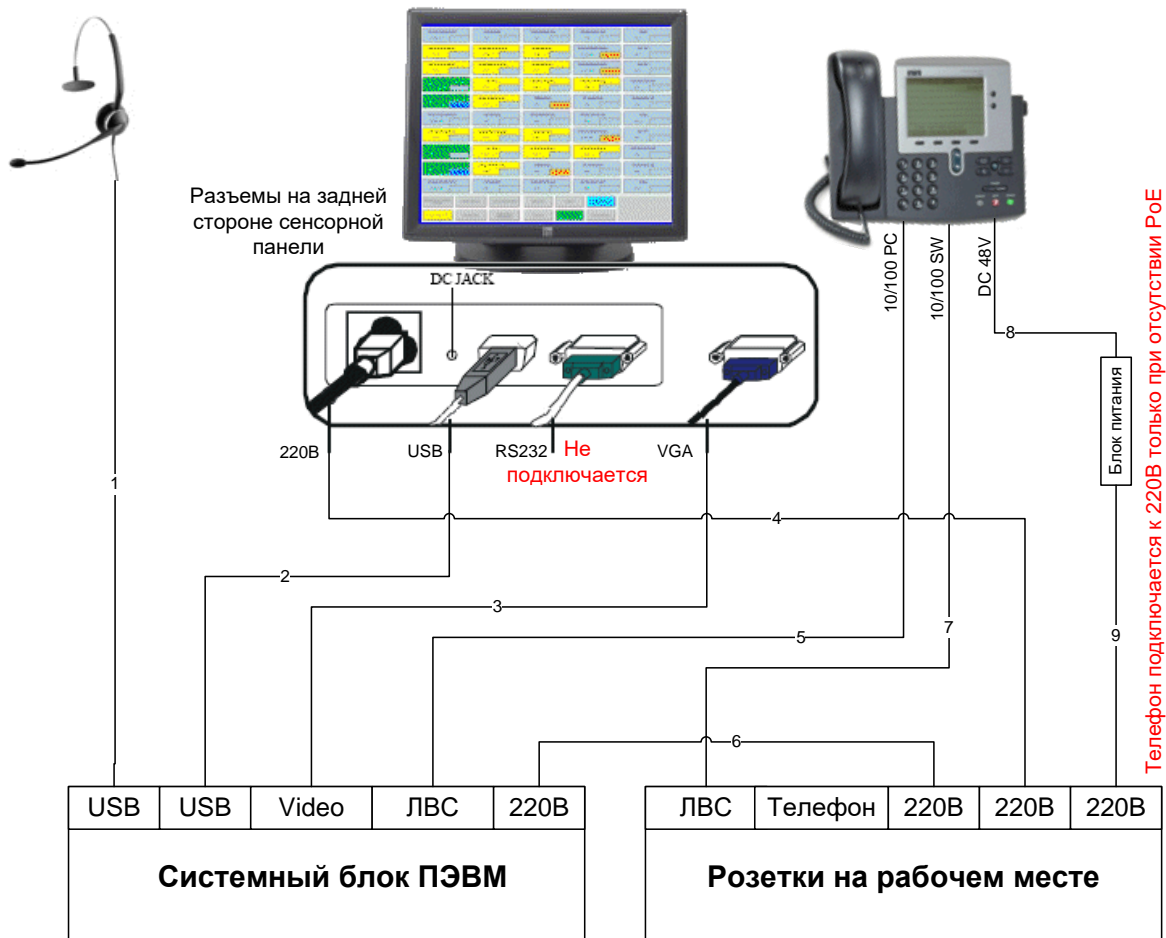 Разъемы на задней
стороне сенсорной
панели
DC JACK
220В
USB
RS232
Не
подключается
VGA
10/100 PC
10/100 SW
DC 48V
Блок питания
Телефон подключается к 220В только при отсутствии PoE
1
2
3
4
5
6
7
8
9
USB
USB
Video
ЛВС
220В
Системный блок ПЭВМ
ЛВС
Телефон
220В
220В
220В
Розетки на рабочем месте